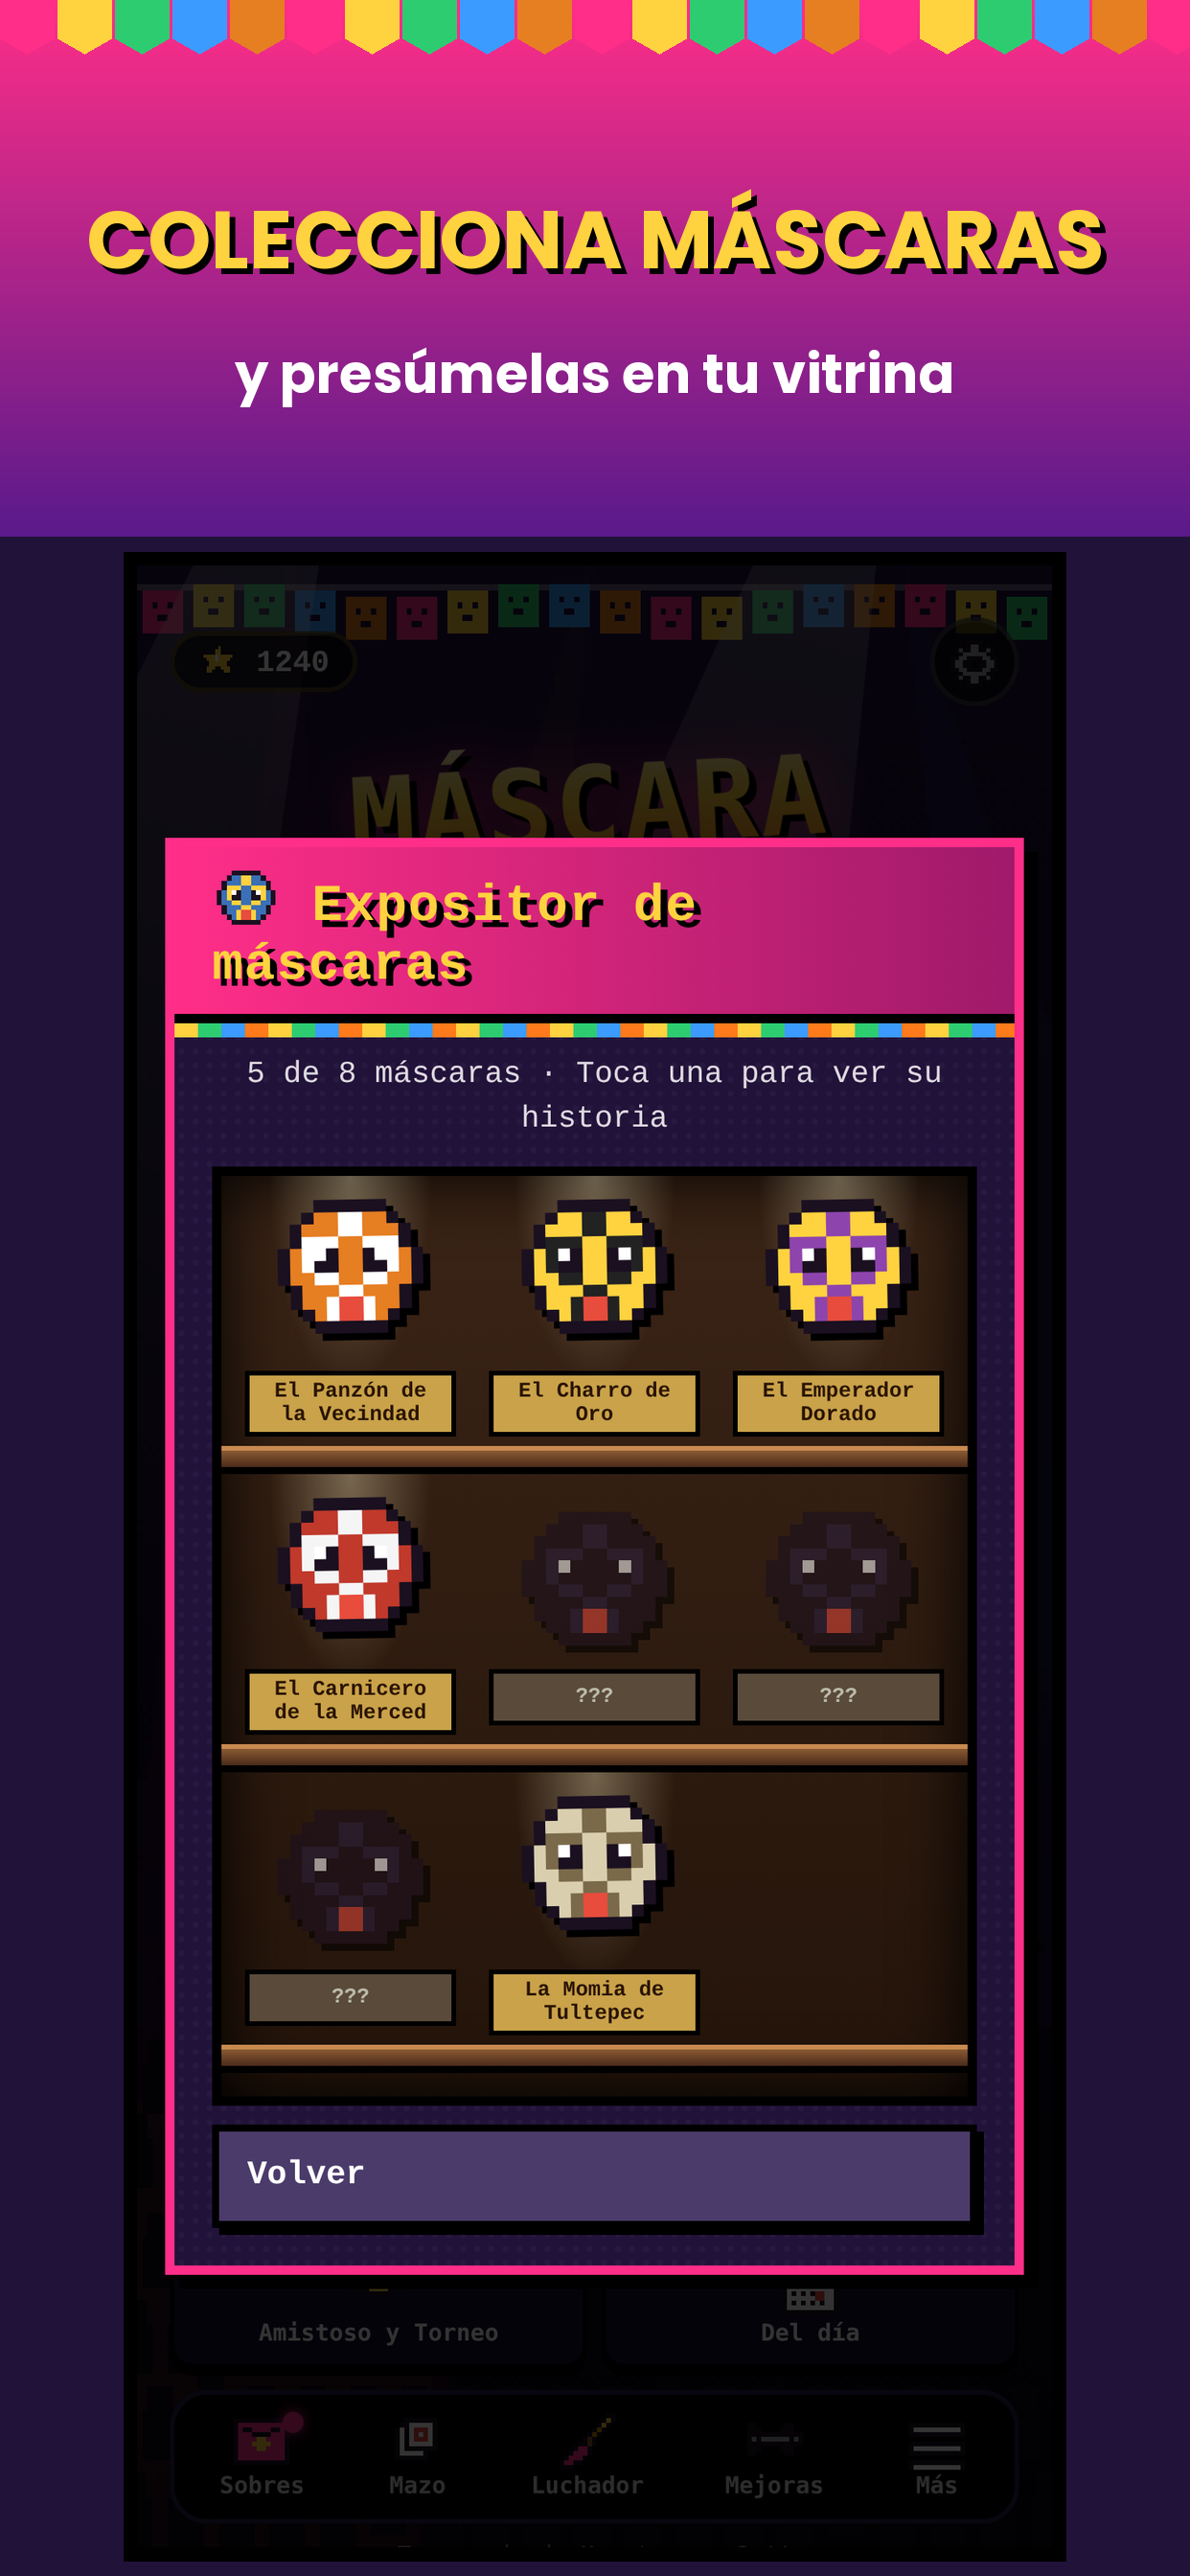 COLECCIONA MÁSCARAS
y presúmelas en tu vitrina
1240
MÁSCARA
Expositor de
máscaras
5 de 8 máscaras · Toca una para ver su
historia
El Panzón de
la Vecindad
El Charro de
Oro
El Emperador
Dorado
El Carnicero
de la Merced
???
???
???
La Momia de
Tultepec
Volver
Amistoso y Torneo
Del día
Sobres
Mazo
Luchador
Mejoras
Más